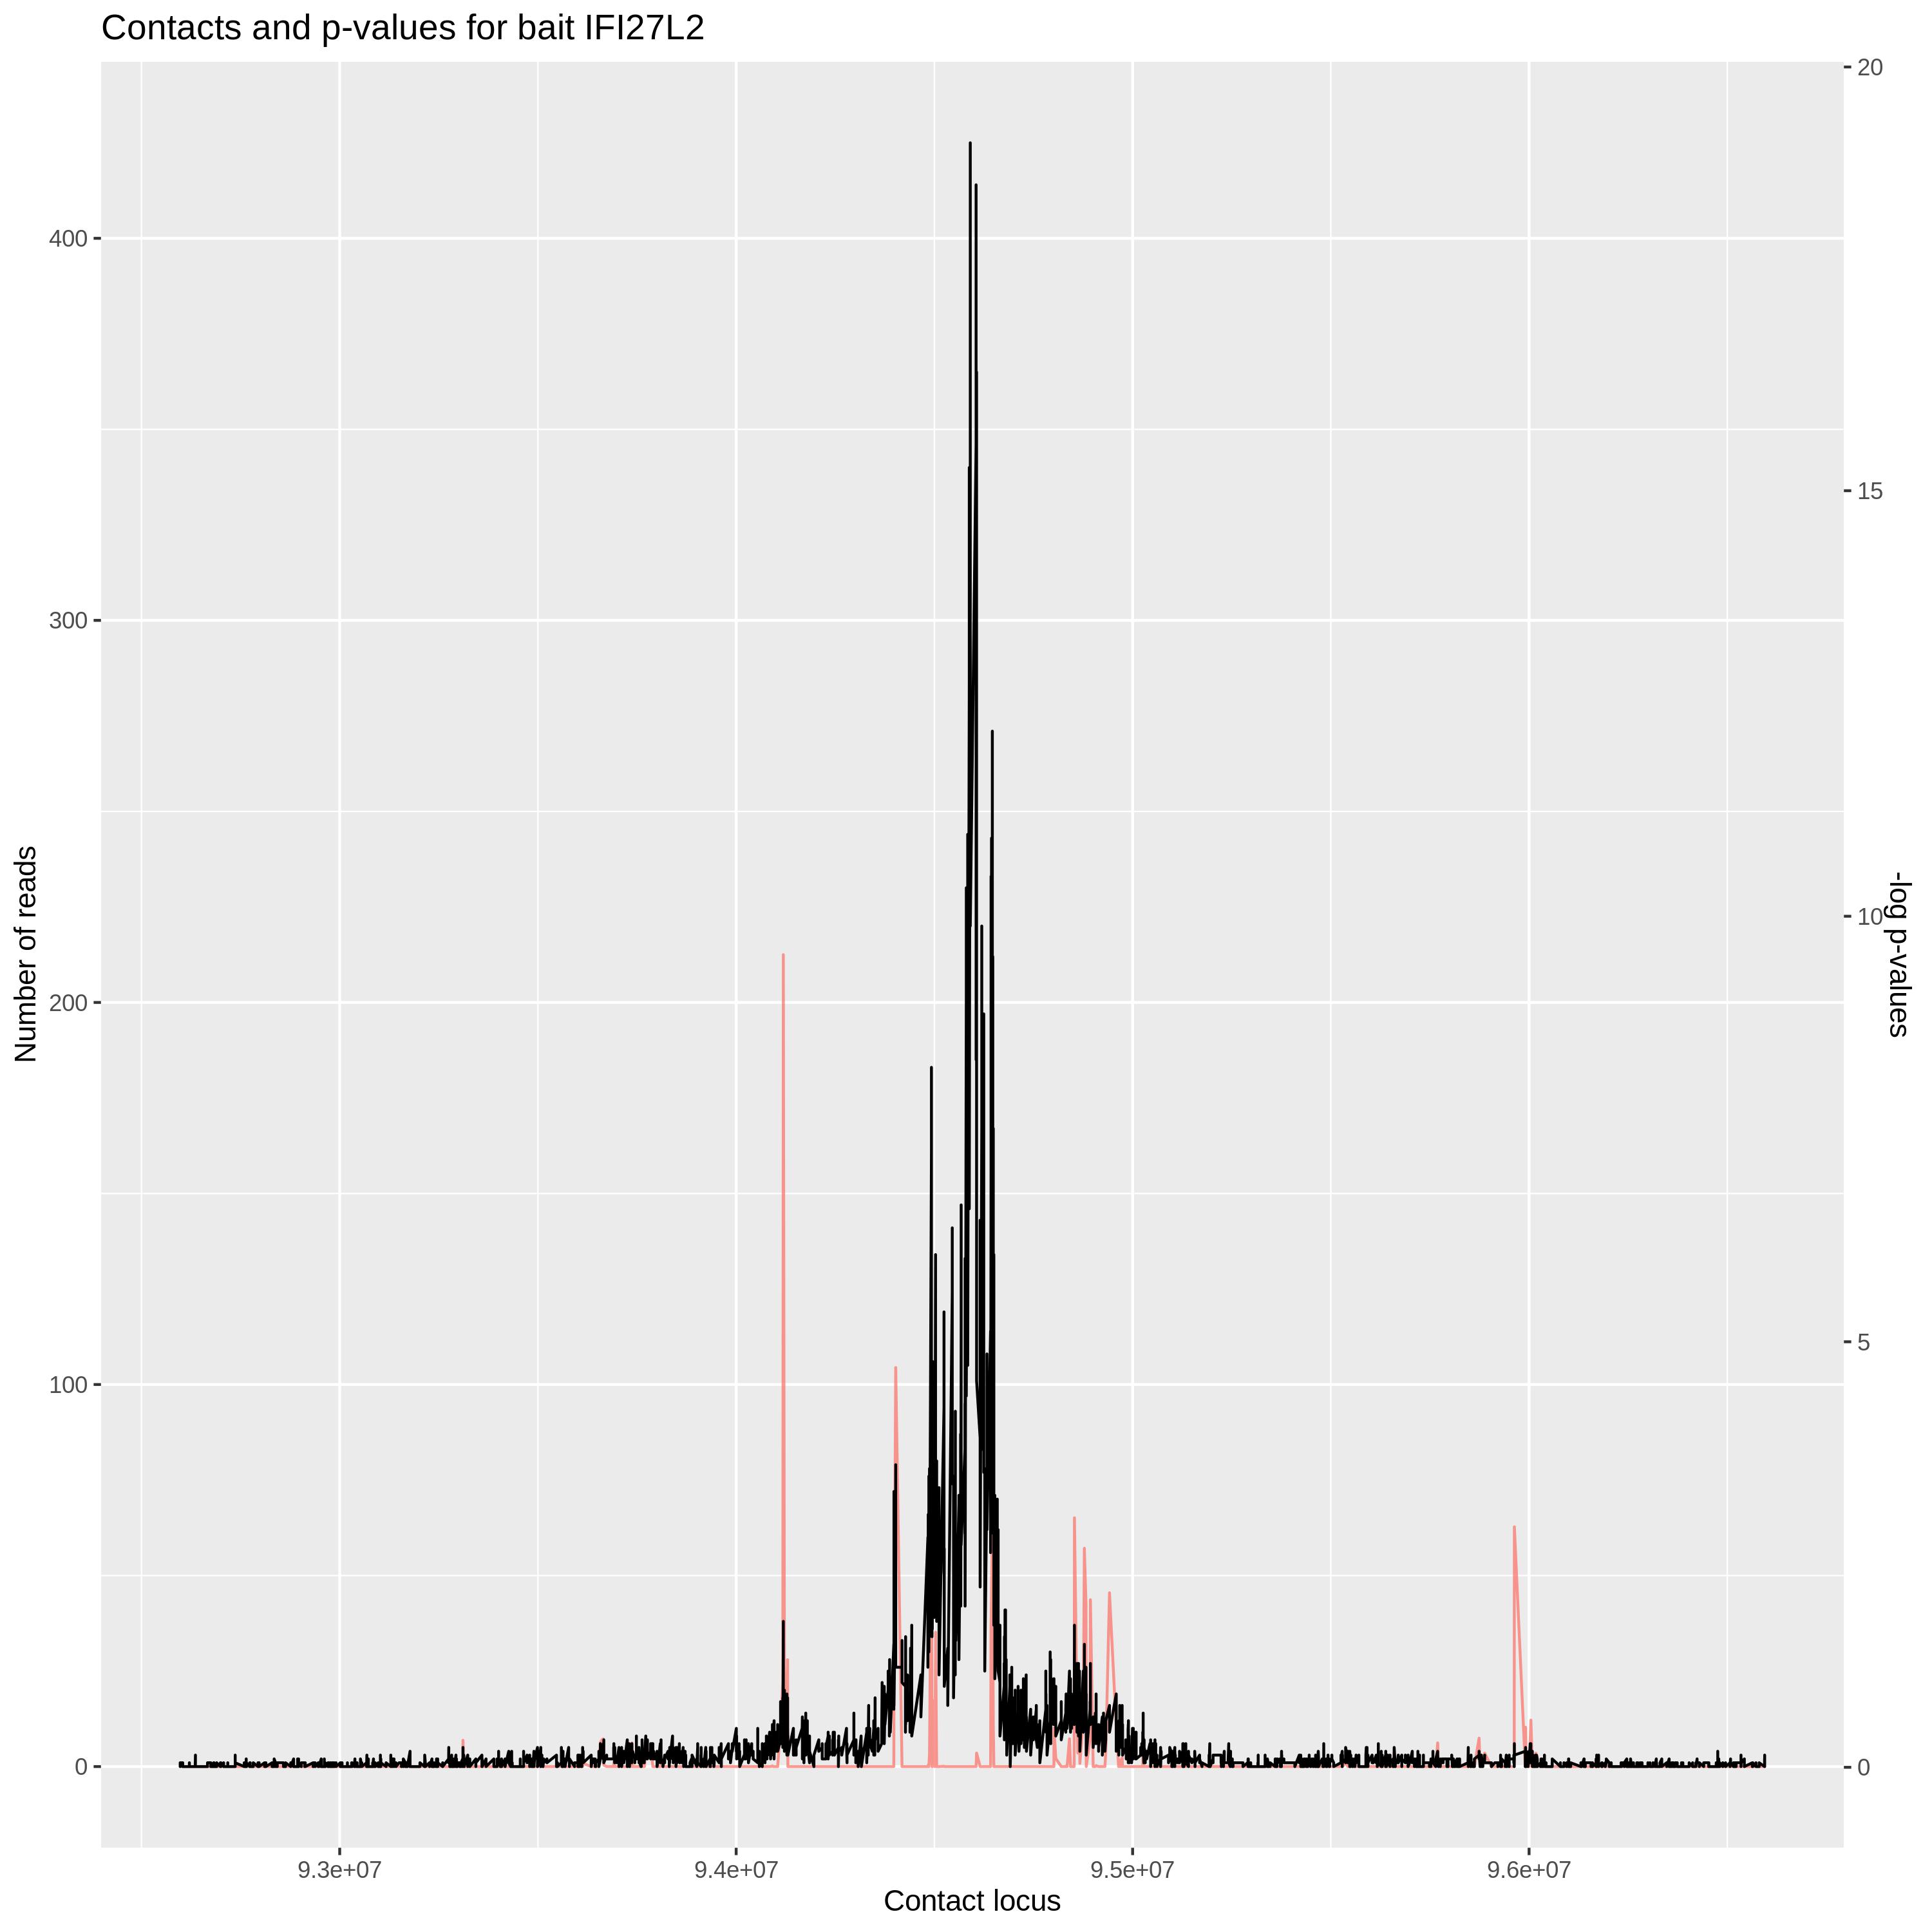 Contacts and p-values for bait IFI27L2
Number of reads
400
300
200
100
0
20
15
10
5
0
-log p-values
9.3e+07 9.4e+07 9.5e+07 9.6e+07
Contact locus